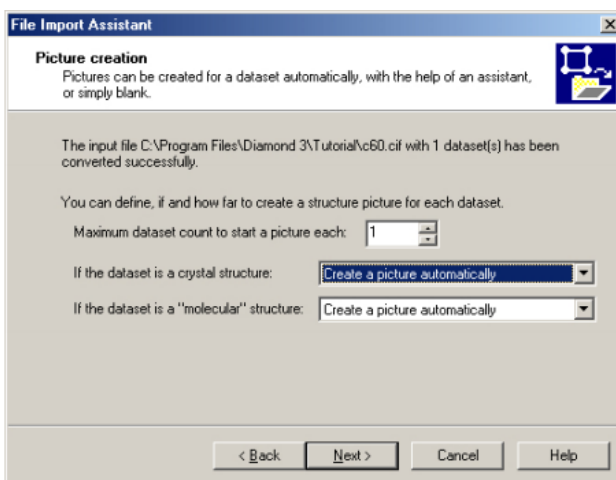 File Import Assistant
Picture creation
Pictures can be created for a dataset automatically, with the help of an assistant,
or simply blank.
The input file C:\Program Files\Diamond 3\Tutorial\c60.cif with 1 dataset(s) has been
converted successfully.
You can define, if and how far to create a structure picture for each dataset.
Maximum dataset count to start a picture each: 1
If the dataset is a crystal structure: Create a picture automatically
If the dataset is a "molecular" structure: Create a picture automatically
< Back Next > Cancel Help